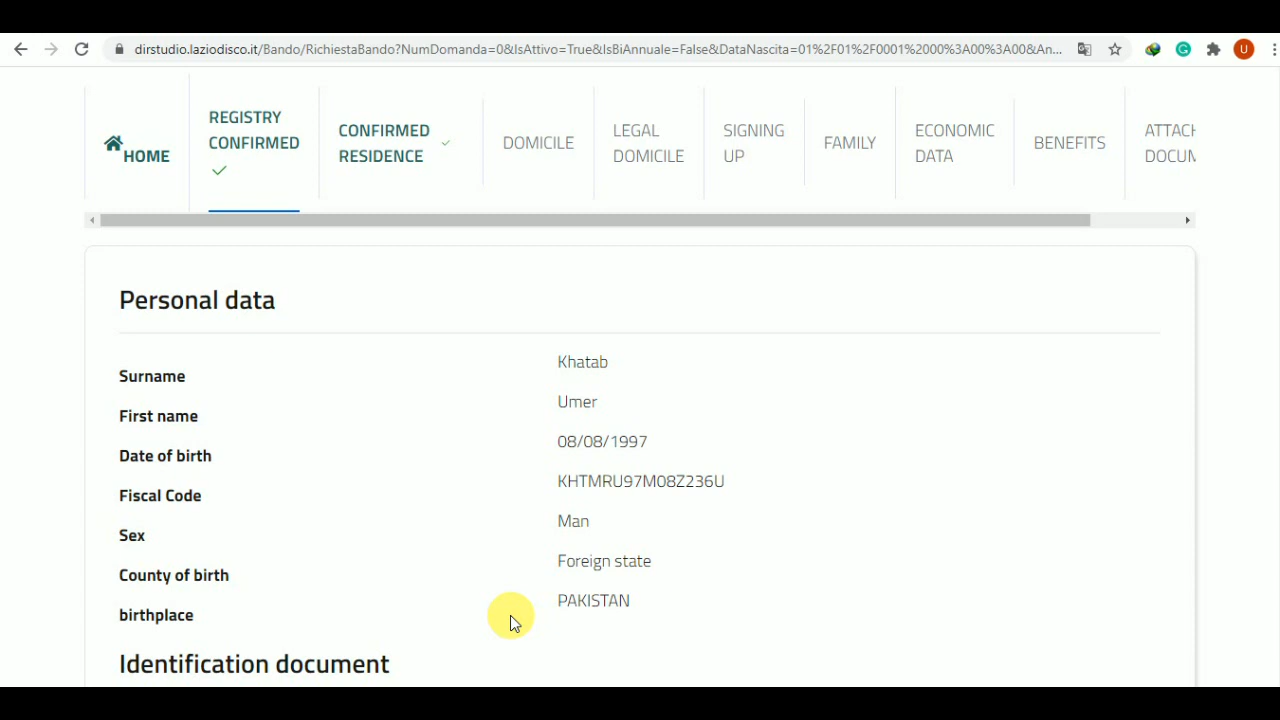 dirstudio.laziodisco.it/Bando/RichiestaBando?NumDomanda=0&IsAttivo=True&IsBiAnnuale=False&DataNascita=01%2F01%2F0001%2000%3A00%3A00&An...
U
HOME
REGISTRY
CONFIRMED
CONFIRMED
RESIDENCE
DOMICILE
LEGAL
DOMICILE
SIGNING
UP
FAMILY
ECONOMIC
DATA
BENEFITS
ATTACH
DOCUM
Personal data
Surname Khatab
First name Umer
Date of birth 08/08/1997
Fiscal Code KHTMRU97M08Z236U
Sex Man
County of birth Foreign state
birthplace PAKISTAN
Identification document